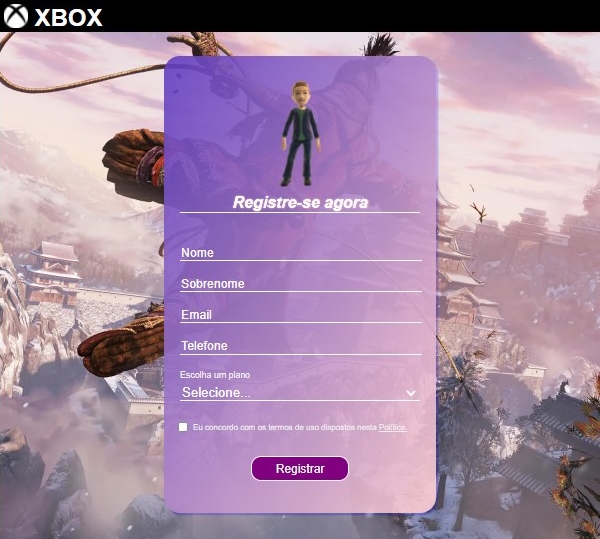 XBOX
Registre-se agora
Nome
Sobrenome
Email
Telefone
Escolha um plano
Selecione...
Eu concordo com os termos de uso dispostos nesta Política.
Registrar